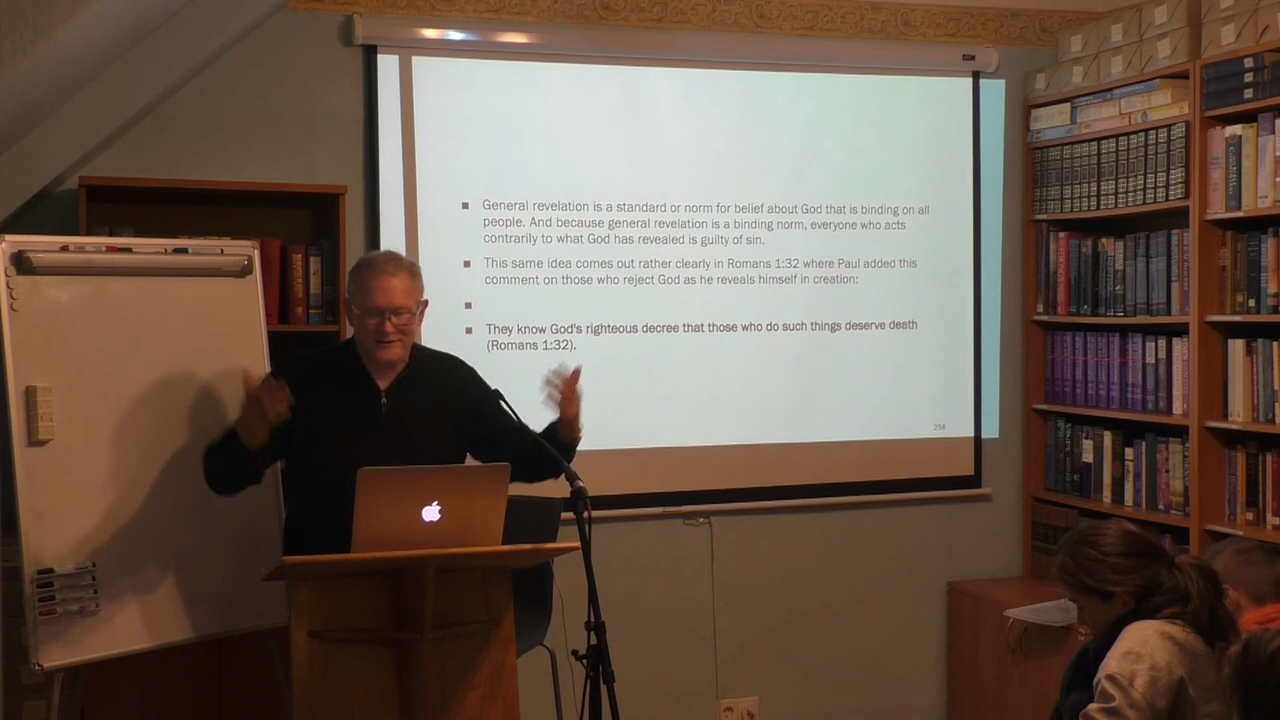 General revelation is a standard or norm for belief about God that is binding on all
people. And because general revelation is a binding norm, everyone who acts
contrarily to what God has revealed is guilty of sin.
This same idea comes out rather clearly in Romans 1:32 where Paul added this
comment on those who reject God as he reveals himself in creation:
They know God's righteous decree that those who do such things deserve death
(Romans 1:32).
256